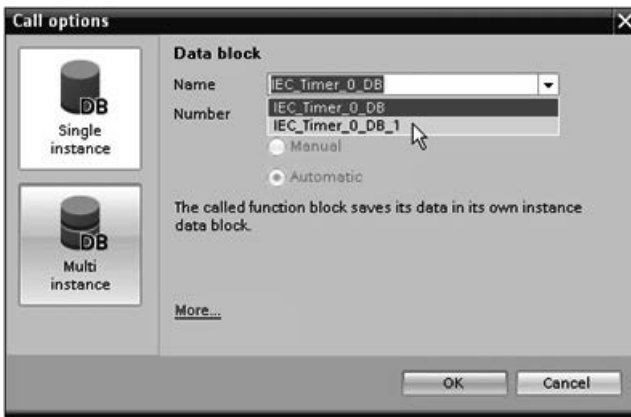 Call options
DB
Single
instance
DB
Multi
instance
Data block
Name
IEC_Timer_0_DB
IEC_Timer_0_DB
IEC_Timer_0_DB_1
Number
Manual
Automatic
The called function block saves its data in its own instance
data block.
More...
OK
Cancel